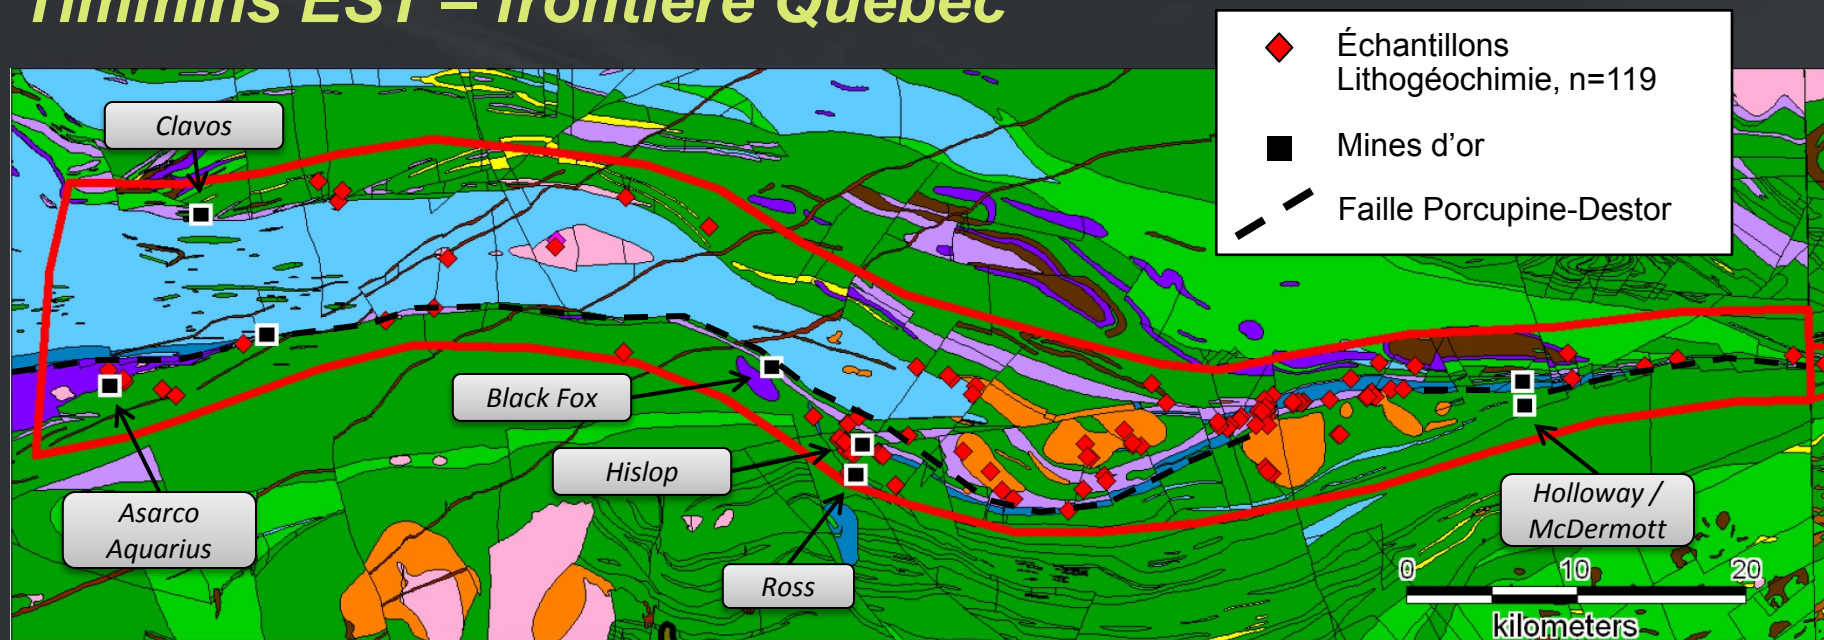 Timmins EST – frontière Québec
Échantillons
Lithogéochimie, n=119
Mines d'or
Faille Porcupine-Destor
Clavos
Black Fox
Hislop
Asarco
Aquarius
Ross
Holloway /
McDermott
0 10 20
kilometers